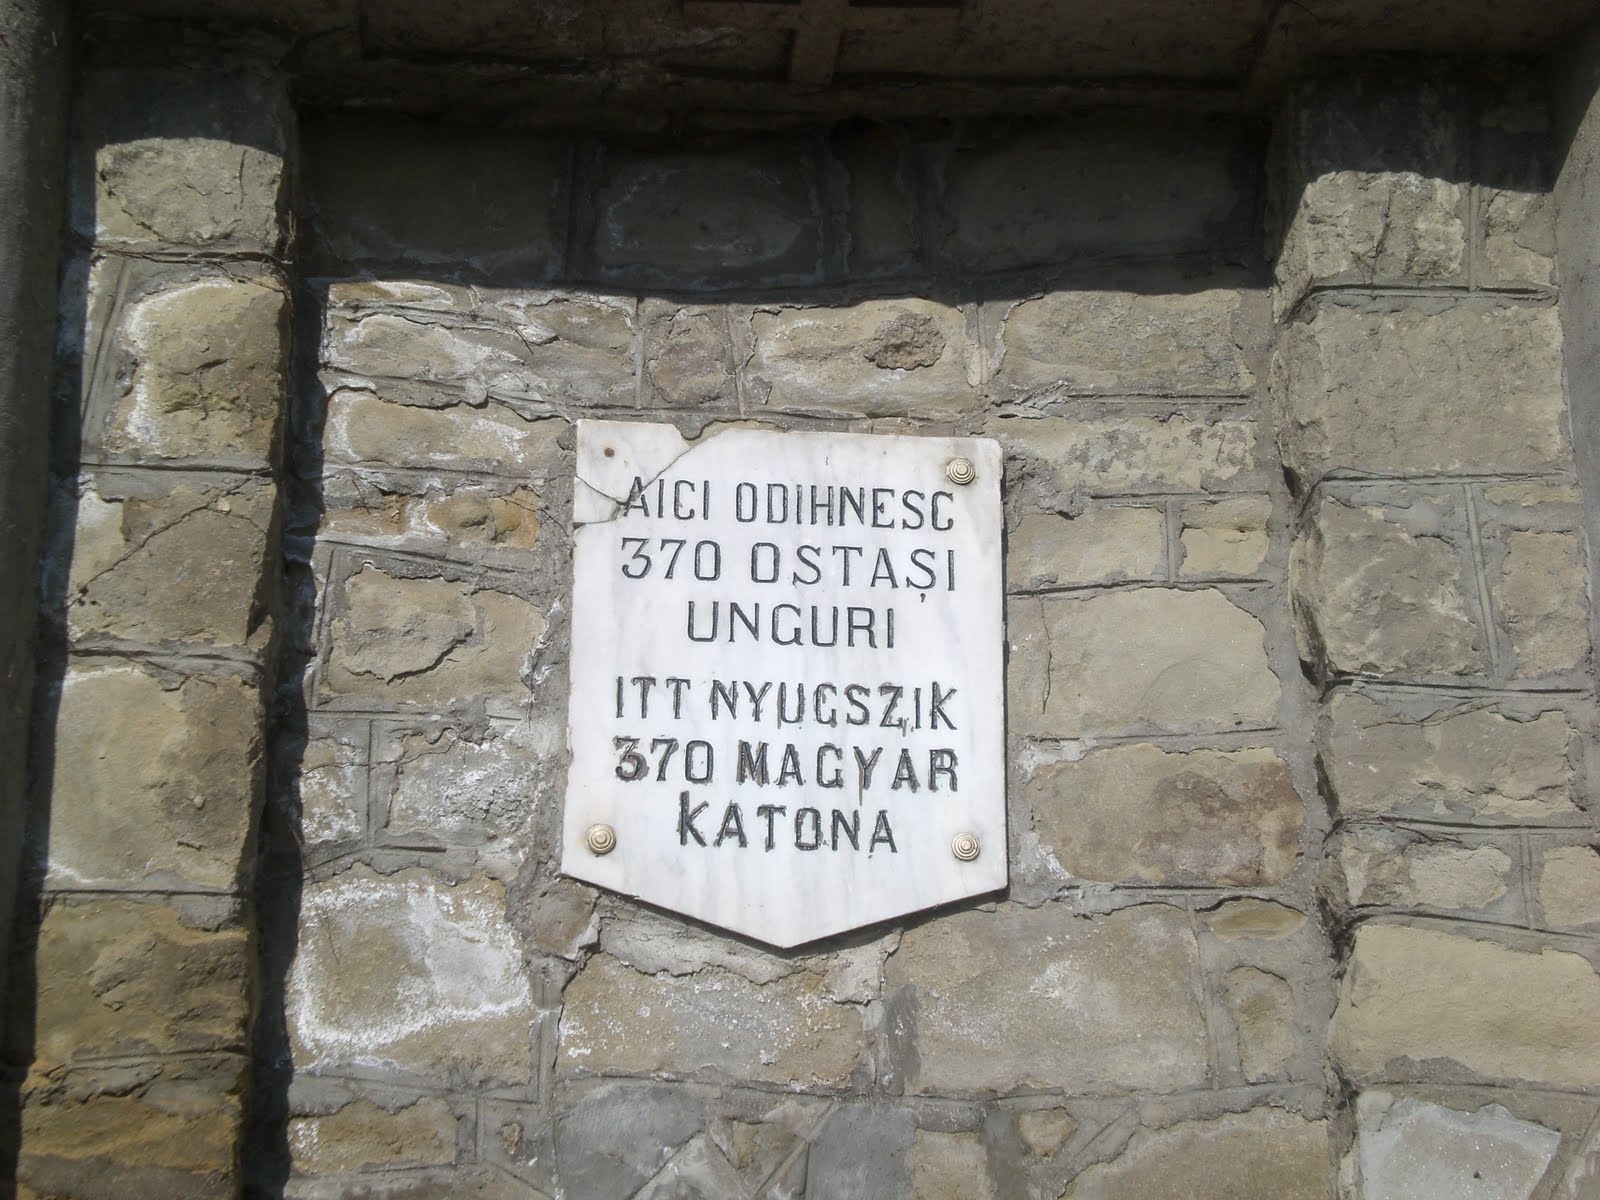 AICI ODIHNESC
370 OSTAȘI
UNGURI
ITT NYUGSZIK
370 MAGYAR
KATONA